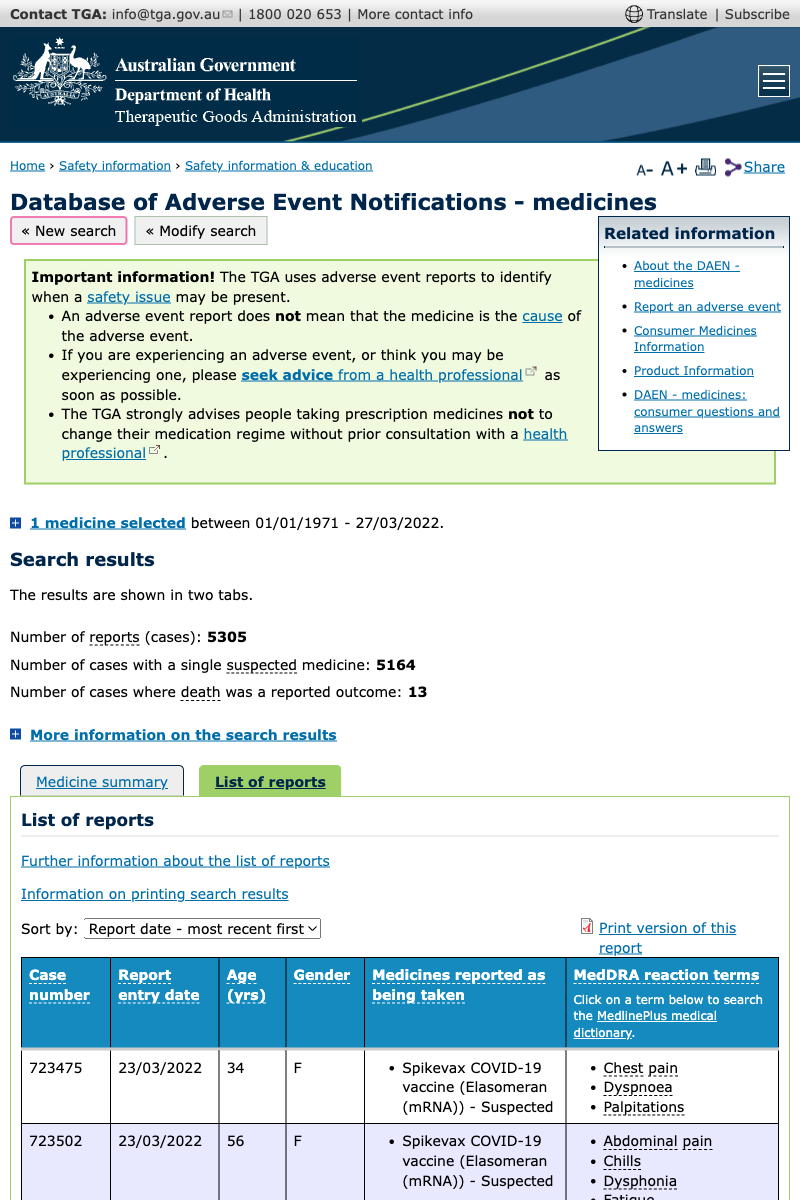 Contact TGA: info@tga.gov.au | 1800 020 653 | More contact info
Translate | Subscribe
Australian Government
Department of Health
Therapeutic Goods Administration
Home › Safety information › Safety information & education
A- A+ Share
Database of Adverse Event Notifications - medicines
« New search
« Modify search
Important information! The TGA uses adverse event reports to identify
when a safety issue may be present.
• An adverse event report does not mean that the medicine is the cause of
the adverse event.
• If you are experiencing an adverse event, or think you may be
experiencing one, please seek advice from a health professional as
soon as possible.
• The TGA strongly advises people taking prescription medicines not to
change their medication regime without prior consultation with a health
professional .
Related information
• About the DAEN -
medicines
• Report an adverse event
• Consumer Medicines
Information
• Product Information
• DAEN - medicines:
consumer questions and
answers
1 medicine selected between 01/01/1971 - 27/03/2022.
Search results
The results are shown in two tabs.
Number of reports (cases): 5305
Number of cases with a single suspected medicine: 5164
Number of cases where death was a reported outcome: 13
More information on the search results
Medicine summary
List of reports
List of reports
Further information about the list of reports
Information on printing search results
Sort by: Report date - most recent first
Print version of this
report
Case
number
Report
entry date
Age
(yrs)
Gender
Medicines reported as
being taken
MedDRA reaction terms
Click on a term below to search
the MedlinePlus medical
dictionary.
723475
23/03/2022
34
F
• Spikevax COVID-19
vaccine (Elasomeran
(mRNA)) - Suspected
• Chest pain
• Dyspnoea
• Palpitations
723502
23/03/2022
56
F
• Spikevax COVID-19
vaccine (Elasomeran
(mRNA)) - Suspected
• Abdominal pain
• Chills
• Dysphonia
• Fatigue